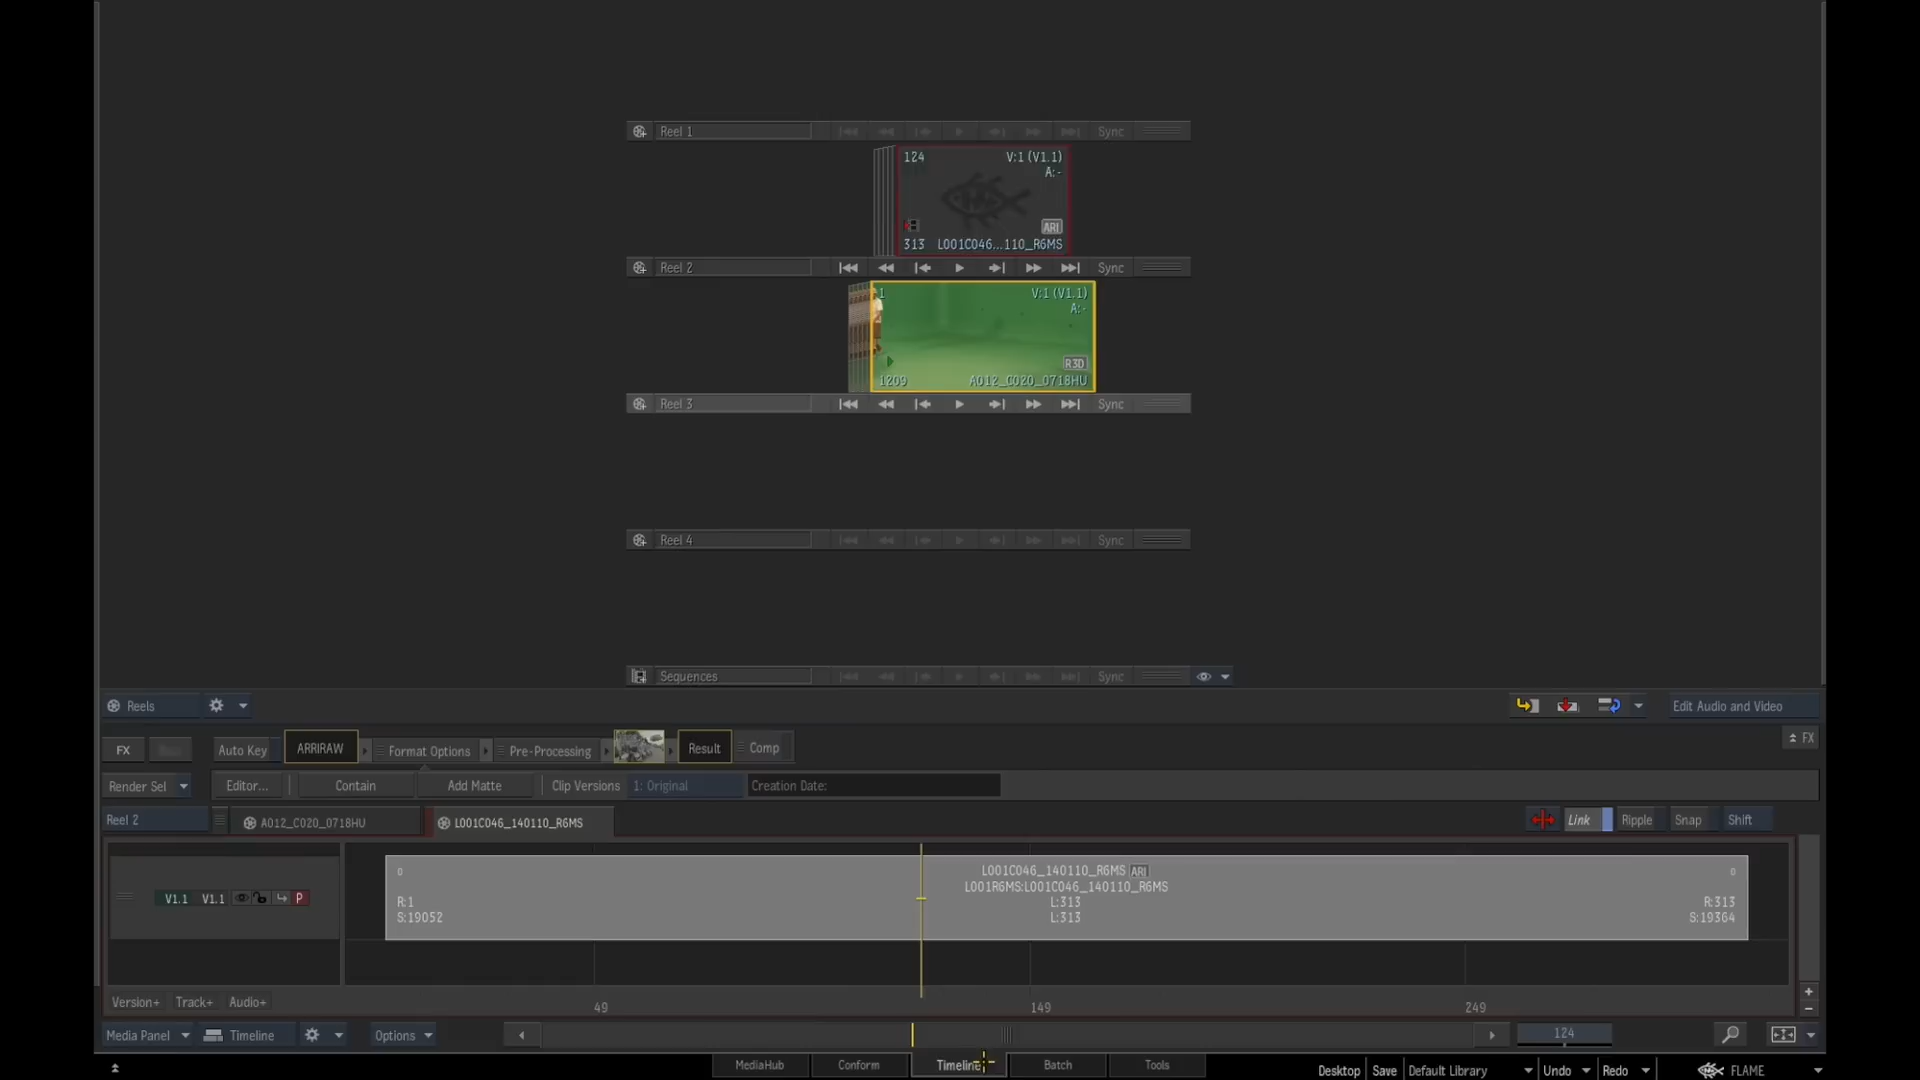 Reel 1
Sync
124
V:1 (V1.1)
A:-
ARI
313 L001C046...110_R6MS
Reel 2
Sync
1
V:1 (V1.1)
A:-
R3D
1209 A012_C020_0718HU
Reel 3
Sync
Reel 4
Sync
Sequences
Sync
Reels
Edit Audio and Video
FX
Auto Key
ARRIRAW
Format Options
Pre-Processing
Result
Comp
FX
Render Sel
Editor...
Contain
Add Matte
Clip Versions
1: Original
Creation Date:
Reel 2
A012_C020_0718HU
L001C046_140110_R6MS
Link
Ripple
Snap
Shift
0
L001C046_140110_R6MS ARI
0
L001R6MS:L001C046_140110_R6MS
V1.1 V1.1 P
R:1
L:313
R:313
S:19052
L:313
S:19364
Version+
Track+
Audio+
49
149
249
Media Panel
Timeline
Options
124
MediaHub
Conform
Timeline
Batch
Tools
Desktop
Save
Default Library
Undo
Redo
FLAME